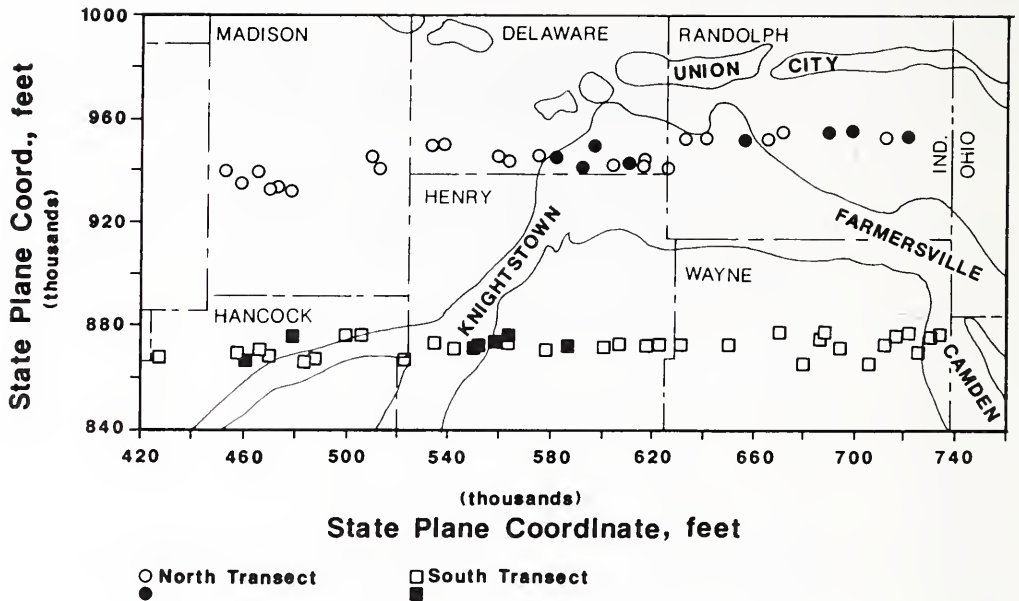 1000
MADISON
DELAWARE
RANDOLPH
UNION CITY
960
IND.
OHIO
State Plane Coord., feet
(thousands)
920
HENRY
KNIGHTSTOWN
FARMERSVILLE
WAYNE
880
HANCOCK
CAMDEN
840
420 460 500 540 580 620 660 700 740
(thousands)
State Plane Coordinate, feet
North Transect South Transect